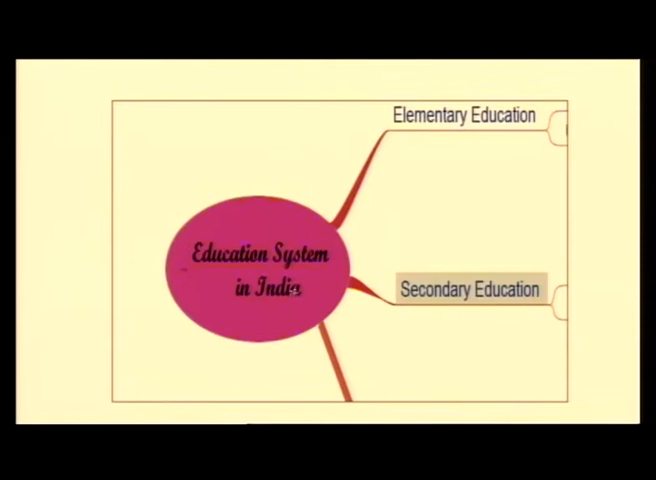 Elementary Education
Education System
in India
Secondary Education